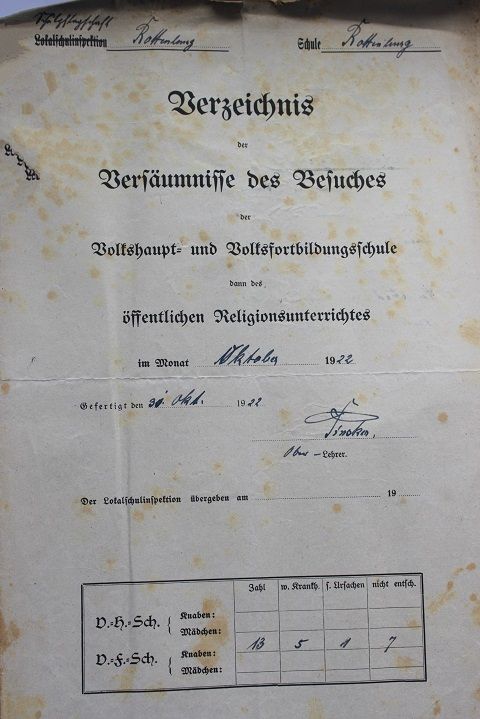 Schulpflegschaft
Lokalschulinspektion Rottenburg Schule Rottenburg
Verzeichnis
der
Versäumnisse des Besuches
der
Volkshaupt- und Volksfortbildungsschule
dann des
öffentlichen Religionsunterrichtes
im Monat Oktober 1922
Gefertigt den 30. Okt. 1922
Ober-Lehrer.
Der Lokalschulinspektion übergeben am 19
Zahl w. Krankh. s. Ursachen nicht entsch.
V.=H.=Sch. { Knaben:
Mädchen: 13 5 1 7
V.=F.=Sch. { Knaben:
Mädchen: